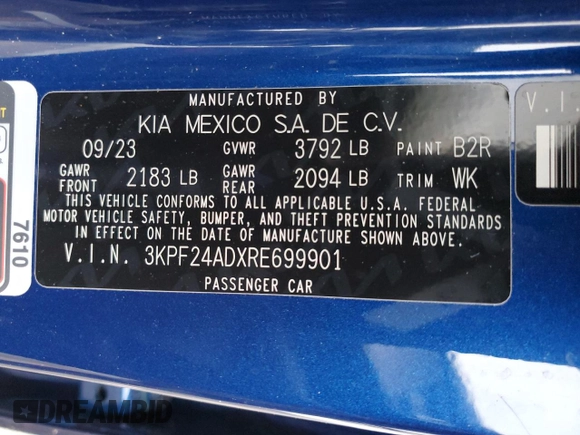 MANUFACTURED BY
KIA MEXICO S.A. DE C.V.
09/23 GVWR 3792 LB PAINT B2R
GAWR FRONT 2183 LB GAWR REAR 2094 LB TRIM WK
THIS VEHICLE CONFORMS TO ALL APPLICABLE U.S.A. FEDERAL
MOTOR VEHICLE SAFETY, BUMPER, AND THEFT PREVENTION STANDARDS
IN EFFECT ON THE DATE OF MANUFACTURE SHOWN ABOVE.
V.I.N. 3KPF24ADXRE699901
PASSENGER CAR
7610
V.I.
DREAMBID